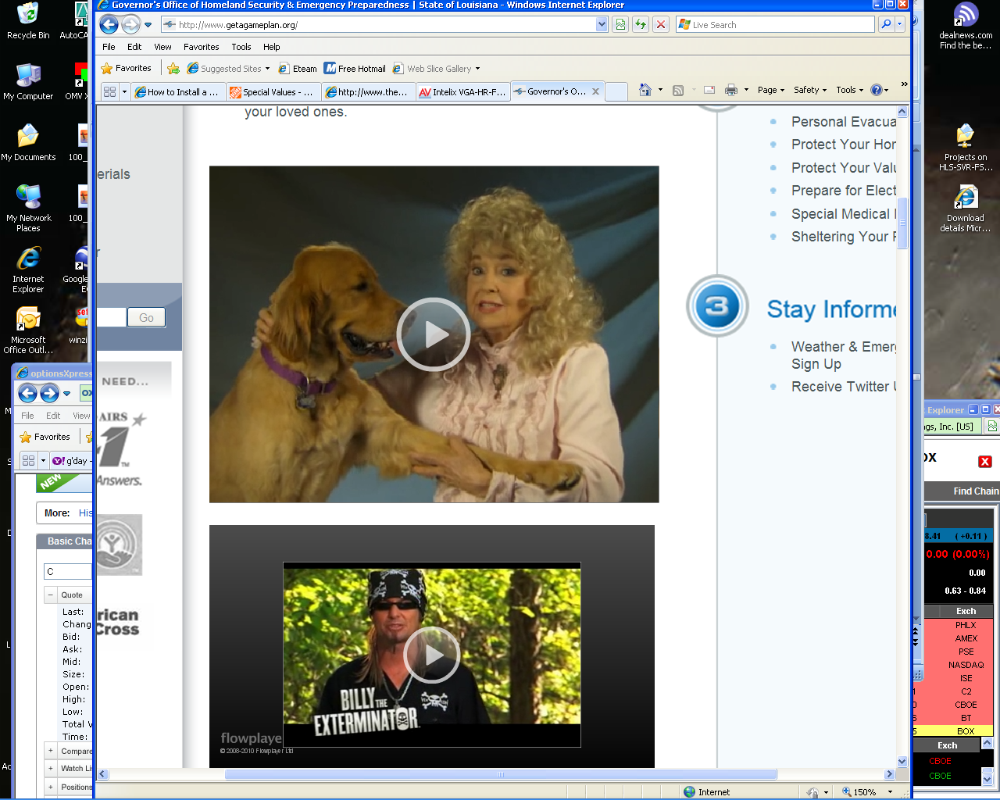 Governor's Office of Homeland Security & Emergency Preparedness | State of Louisiana - Windows Internet Explorer
http://www.getagameplan.org/
Live Search
File Edit View Favorites Tools Help
Favorites Suggested Sites Eteam Free Hotmail Web Slice Gallery
How to Install a ... Special Values - ... http://www.the... Intelix VGA-HR-F... Governor's O...
Page Safety Tools
Recycle Bin
AutoCA
My Computer
OMV X
My Documents
100_
My Network
Places
100_
Internet
Explorer
Google
Microsoft
Office Outl...
winzi
dealnews.com
Find the be...
Projects on
HLS-SVR-FS...
Download
details Micr...
your loved ones.
erials
r
Go
NEED...
AIRS
1
Answers.
rican
Cross
Personal Evacua
Protect Your Hor
Protect Your Valu
Prepare for Elect
Special Medical
Sheltering Your
3
Stay Informe
Weather & Emerg
Sign Up
Receive Twitter
BILLY THE
EXTERMINATOR
flowplaye
© 2008-2010 Flowplayer Ltd
Internet
150%
optionsXpress
File Edit View
Favorites
g'day -
NEW
More: His
Basic Cha
C
Quote
Last:
Chang
Bid:
Ask:
Mid:
Size:
Open:
High:
Low:
Total V
Time:
Compare
Watch Li
Positions
t Explorer
gs, Inc. [US]
OX
Find Chain
8.41 ( +0.11 )
0.00 (0.00%)
0.00
0.63 - 0.84
Exch
PHLX
AMEX
PSE
NASDAQ
ISE
C2
CBOE
BT
BOX
Exch
CBOE
CBOE